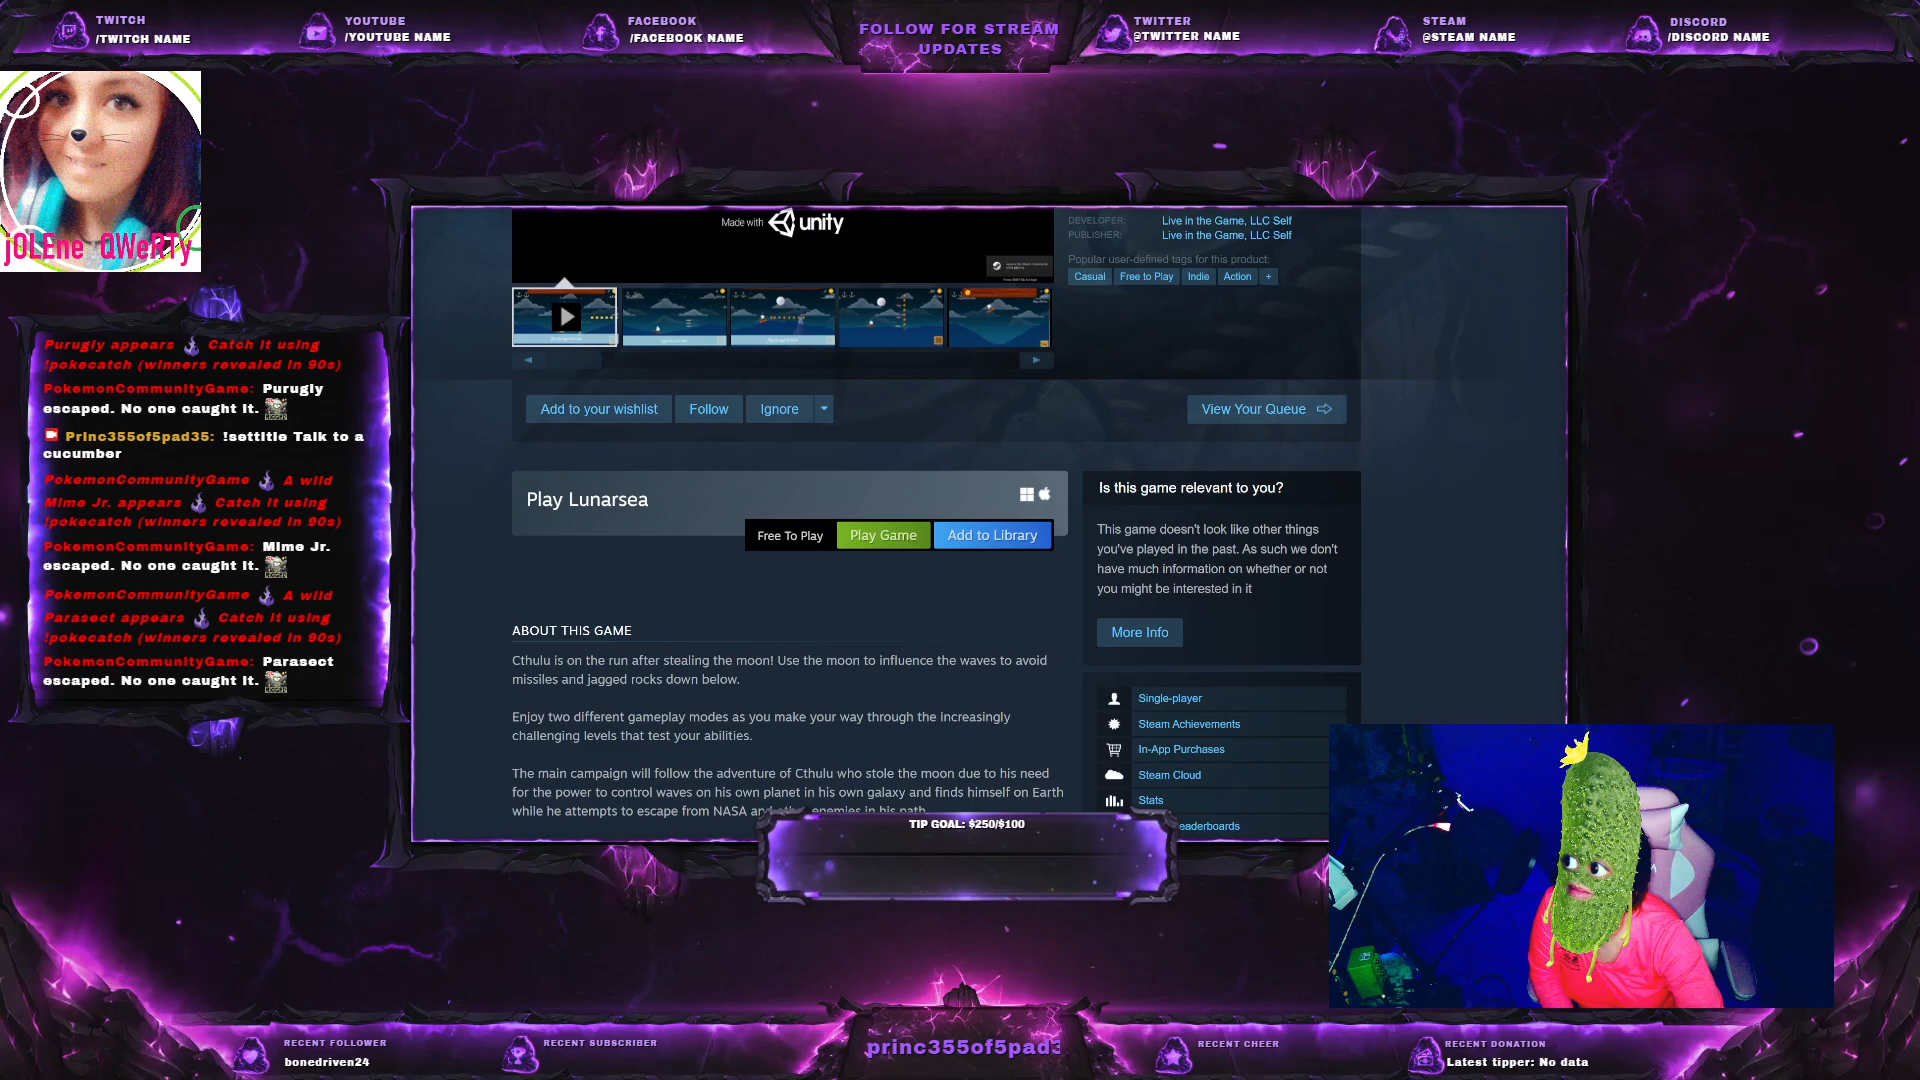 TWITCH
/TWITCH NAME
YOUTUBE
/YOUTUBE NAME
FACEBOOK
/FACEBOOK NAME
FOLLOW FOR STREAM
UPDATES
TWITTER
@TWITTER NAME
STEAM
@STEAM NAME
DISCORD
/DISCORD NAME
jOLEne QWeRTy
Purugly appears Catch it using
!pokecatch (winners revealed in 90s)
PokemonCommunityGame: Purugly
escaped. No one caught it.
Princ355of5pad35: !settitle Talk to a
cucumber
PokemonCommunityGame A wild
Mime Jr. appears Catch it using
!pokecatch (winners revealed in 90s)
PokemonCommunityGame: Mime Jr.
escaped. No one caught it.
PokemonCommunityGame A wild
Parasect appears Catch it using
!pokecatch (winners revealed in 90s)
PokemonCommunityGame: Parasect
escaped. No one caught it.
Made with unity
DEVELOPER: Live in the Game, LLC Self
PUBLISHER: Live in the Game, LLC Self
Popular user-defined tags for this product:
Casual Free to Play Indie Action +
Add to your wishlist Follow Ignore View Your Queue
Play Lunarsea
Free To Play Play Game Add to Library
Is this game relevant to you?
This game doesn't look like other things
you've played in the past. As such we don't
have much information on whether or not
you might be interested in it
More Info
ABOUT THIS GAME
Cthulu is on the run after stealing the moon! Use the moon to influence the waves to avoid
missiles and jagged rocks down below.
Enjoy two different gameplay modes as you make your way through the increasingly
challenging levels that test your abilities.
The main campaign will follow the adventure of Cthulu who stole the moon due to his need
for the power to control waves on his own planet in his own galaxy and finds himself on Earth
while he attempts to escape from NASA and other enemies in his path.
Single-player
Steam Achievements
In-App Purchases
Steam Cloud
Stats
eaderboards
TIP GOAL: $250/$100
RECENT FOLLOWER
bonedriven24
RECENT SUBSCRIBER
princ355of5pad3
RECENT CHEER
RECENT DONATION
Latest tipper: No data